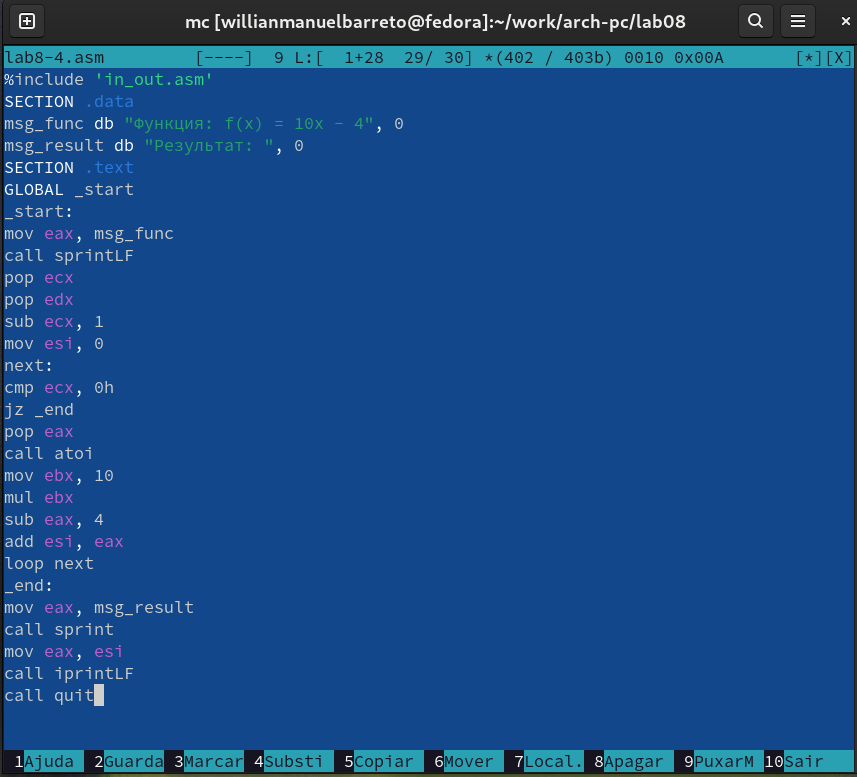 mc [willianmanuelbarreto@fedora]:~/work/arch-pc/lab08
lab8-4.asm [----] 9 L:[ 1+28 29/ 30] *(402 / 403b) 0010 0x00A [*][X]
%include 'in_out.asm'
SECTION .data
msg_func db "Функция: f(x) = 10x - 4", 0
msg_result db "Результат: ", 0
SECTION .text
GLOBAL _start
_start:
mov eax, msg_func
call sprintLF
pop ecx
pop edx
sub ecx, 1
mov esi, 0
next:
cmp ecx, 0h
jz _end
pop eax
call atoi
mov ebx, 10
mul ebx
sub eax, 4
add esi, eax
loop next
_end:
mov eax, msg_result
call sprint
mov eax, esi
call iprintLF
call quit
1Ajuda 2Guarda 3Marcar 4Substi 5Copiar 6Mover 7Local. 8Apagar 9PuxarM 10Sair